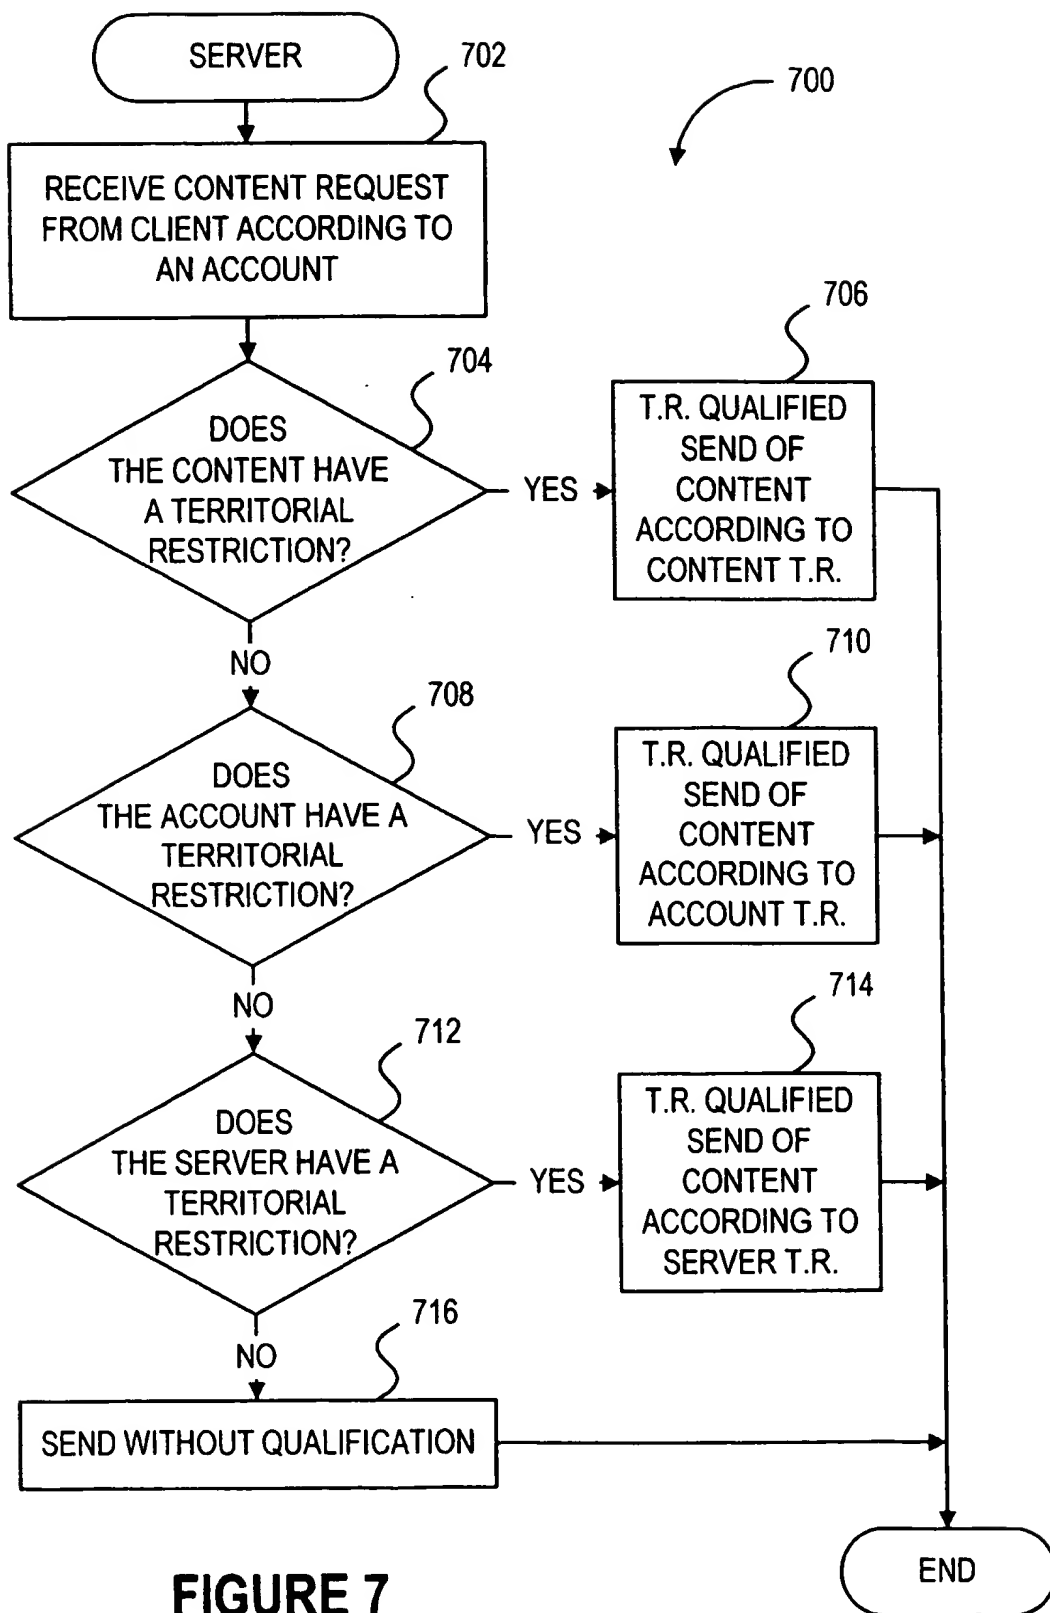 SERVER
702
700
RECEIVE CONTENT REQUEST
FROM CLIENT ACCORDING TO
AN ACCOUNT
704
DOES
THE CONTENT HAVE
A TERRITORIAL
RESTRICTION?
YES
706
T.R. QUALIFIED
SEND OF
CONTENT
ACCORDING TO
CONTENT T.R.
NO
708
DOES
THE ACCOUNT HAVE A
TERRITORIAL
RESTRICTION?
YES
710
T.R. QUALIFIED
SEND OF
CONTENT
ACCORDING TO
ACCOUNT T.R.
NO
712
DOES
THE SERVER HAVE A
TERRITORIAL
RESTRICTION?
YES
714
T.R. QUALIFIED
SEND OF
CONTENT
ACCORDING TO
SERVER T.R.
NO
716
SEND WITHOUT QUALIFICATION
END
FIGURE 7